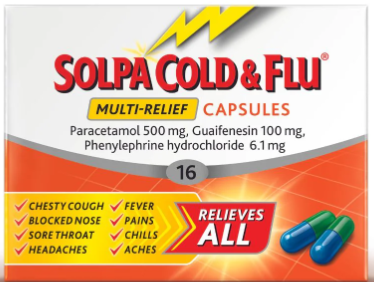 SOLPA COLD & FLU®
MULTI-RELIEF CAPSULES
Paracetamol 500 mg, Guaifenesin 100 mg,
Phenylephrine hydrochloride 6.1 mg
16
CHESTY COUGH
BLOCKED NOSE
SORE THROAT
HEADACHES
FEVER
PAINS
CHILLS
ACHES
RELIEVES
ALL